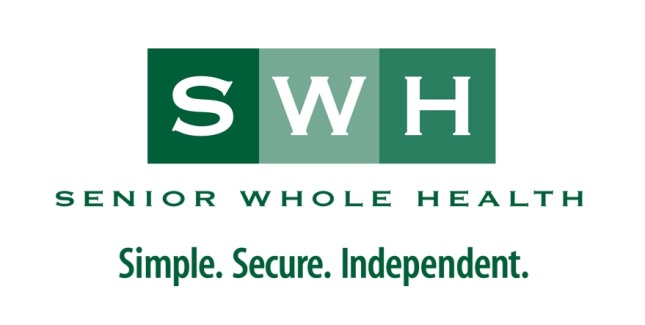 SWH
SENIOR WHOLE HEALTH
Simple. Secure. Independent.